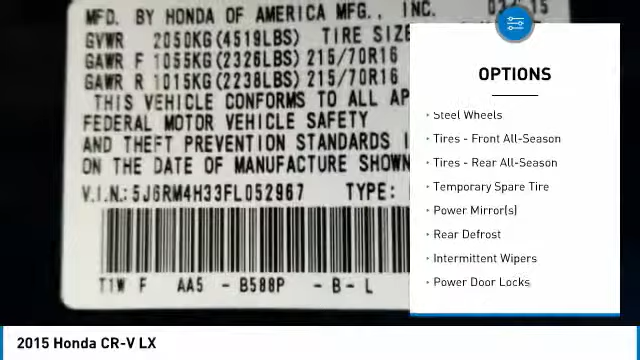 MFD. BY HONDA OF AMERICA MFG., INC.
GVWR 2050KG(4519LBS) TIRE SIZE
GAWR F 1055KG(2326LBS) 215/70R16
GAWR R 1015KG(2238LBS) 215/70R16
THIS VEHICLE CONFORMS TO ALL AP
FEDERAL MOTOR VEHICLE SAFETY
AND THEFT PREVENTION STANDARDS I
ON THE DATE OF MANUFACTURE SHOWN
V.I.N.: 5J6RM4H33FL052967 TYPE:
T1W F AA5 - B588P - B - L
OPTIONS
• Steel Wheels
• Tires - Front All-Season
• Tires - Rear All-Season
• Temporary Spare Tire
• Power Mirror(s)
• Rear Defrost
• Intermittent Wipers
• Power Door Locks
2015 Honda CR-V LX